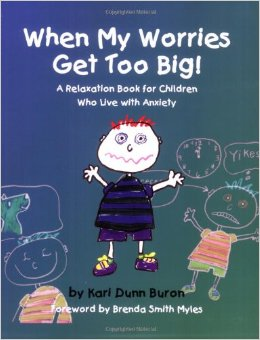 When My Worries
Get Too Big!
A Relaxation Book for Children
Who Live with Anxiety
Yikes
by Kari Dunn Buron
Foreword by Brenda Smith Myles